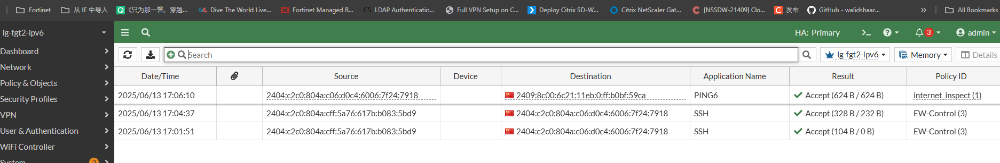 Fortinet 从 IE 中导入 《只为那一瞥，穿越... Dive The World Live... Fortinet Managed R... CS LDAP Authenticatio... Full VPN Setup on C... Deploy Citrix SD-W... Citrix NetScaler Gat... [NSSDW-21409] Clo... 发布 GitHub - walidshaar... » All Bookmarks
lg-fgt2-ipv6 HA: Primary 3 admin
Dashboard
Network
Policy & Objects
Security Profiles
VPN
User & Authentication
WiFi Controller
System 2
Search lg-fgt2-ipv6 Memory Details
Date/Time Source Device Destination Application Name Result Policy ID
2025/06/13 17:06:10 2404:c2c0:804a:c06:d0c4:6006:7f24:7918 2409:8c00:6c21:11eb:0:ff:b0bf:59ca PING6 Accept (624 B / 624 B) internet_inspect (1)
2025/06/13 17:04:37 2404:c2c0:804a:cff:5a76:617b:b083:5bd9 2404:c2c0:804a:c06:d0c4:6006:7f24:7918 SSH Accept (328 B / 232 B) EW-Control (3)
2025/06/13 17:01:51 2404:c2c0:804a:cff:5a76:617b:b083:5bd9 2404:c2c0:804a:c06:d0c4:6006:7f24:7918 SSH Accept (104 B / 0 B) EW-Control (3)